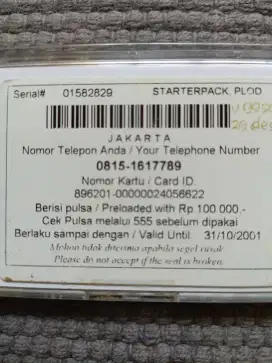 Serial# 01582829 STARTERPACK PLOD
JAKARTA
Nomor Telepon Anda / Your Telephone Number
0815-1617789
Nomor Kartu / Card ID
896201-00000024056622
Berisi pulsa / Preloaded with Rp 100.000.-
Cek Pulsa melalui 555 sebelum dipakai
Berlaku sampai dengan / Valid Until 31/10/2001
Mohon tidak diterima apabila segel rusak
Please do not accept if the seal is broken.